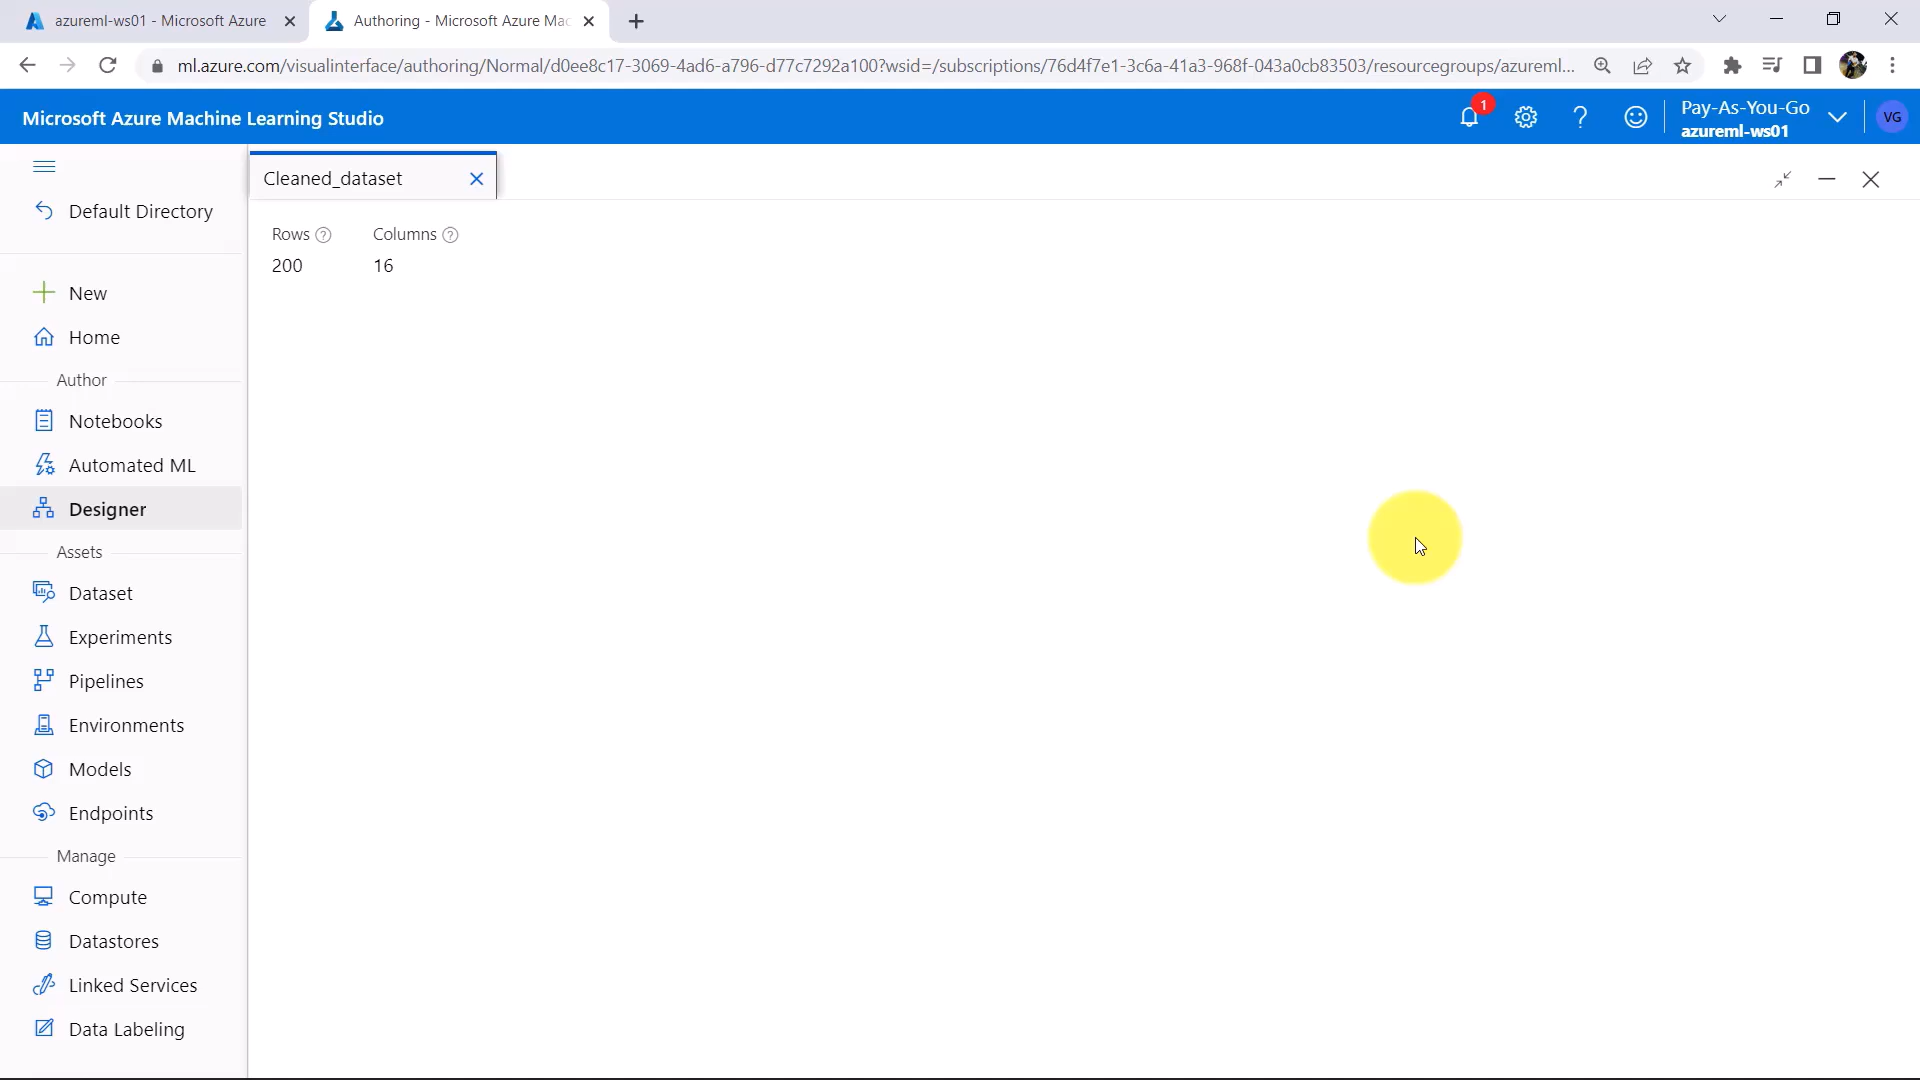 azureml-ws01 - Microsoft Azure
Authoring - Microsoft Azure Mac
ml.azure.com/visualinterface/authoring/Normal/d0ee8c17-3069-4ad6-a796-d77c7292a100?wsid=/subscriptions/76d4f7e1-3c6a-41a3-968f-043a0cb83503/resourcegroups/azureml...
Microsoft Azure Machine Learning Studio
1
Pay-As-You-Go
azureml-ws01
VG
Default Directory
New
Home
Author
Notebooks
Automated ML
Designer
Assets
Dataset
Experiments
Pipelines
Environments
Models
Endpoints
Manage
Compute
Datastores
Linked Services
Data Labeling
Cleaned_dataset
Rows ? Columns ?
200 16